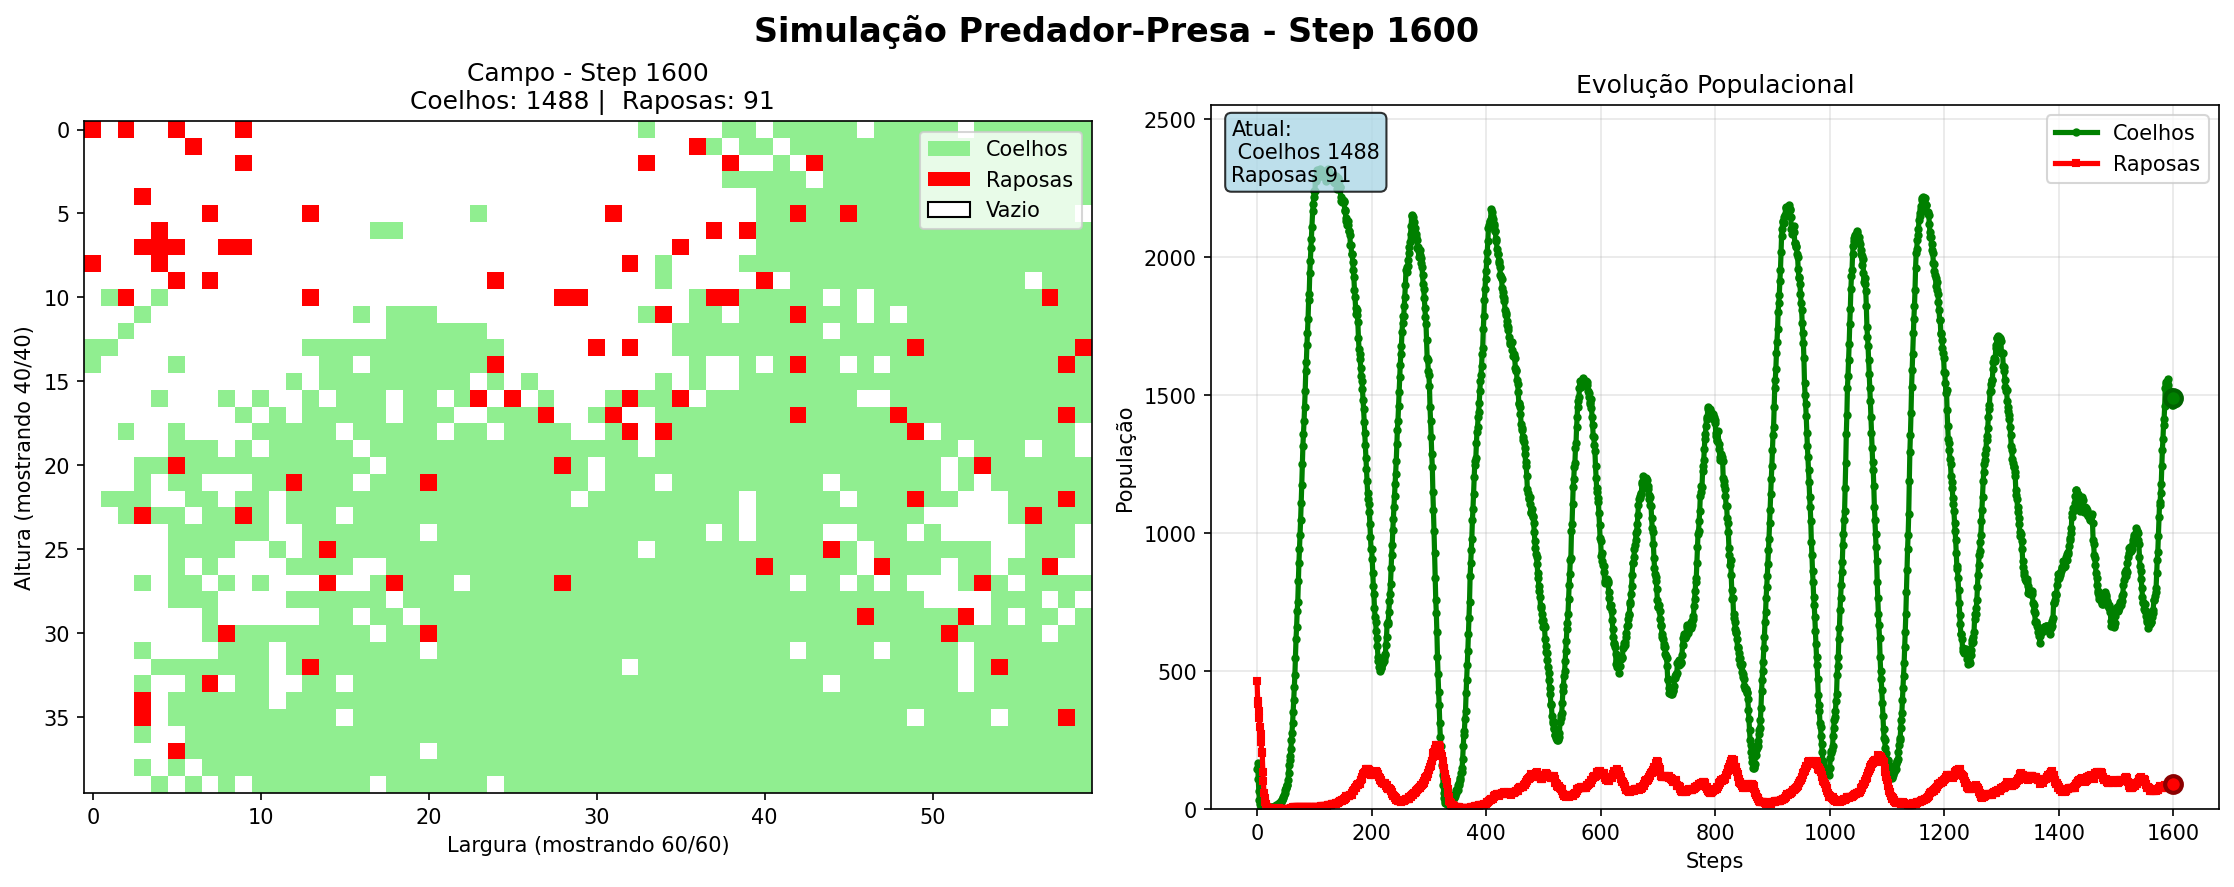 Simulação Predador-Presa - Step 1600
Campo - Step 1600
Coelhos: 1488 |  Raposas: 91
Coelhos
Raposas
Vazio
0
5
10
15
20
25
30
35
Altura (mostrando 40/40)
0
10
20
30
40
50
Largura (mostrando 60/60)
Evolução Populacional
Atual:
Coelhos 1488
Raposas 91
Coelhos
Raposas
2500
2000
1500
1000
500
0
População
0
200
400
600
800
1000
1200
1400
1600
Steps